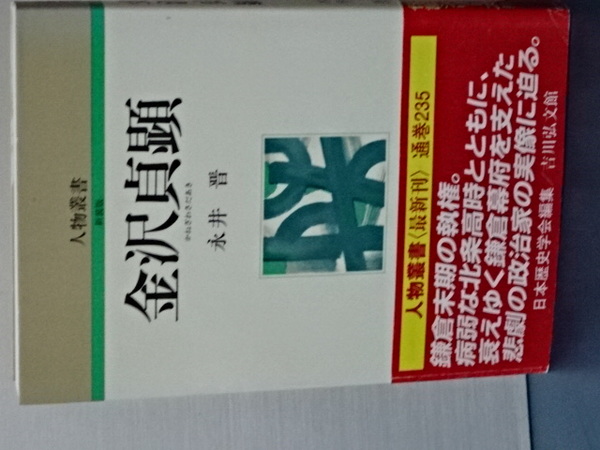 人物叢書
新装版
金沢貞顕
かねざわさだあき
永井 晋
人物叢書〈最新刊〉通巻235
鎌倉末期の執権。
病弱な北条高時とともに、
衰えゆく鎌倉幕府を支えた
悲劇の政治家の実像に迫る。
日本歴史学会編集／吉川弘文館